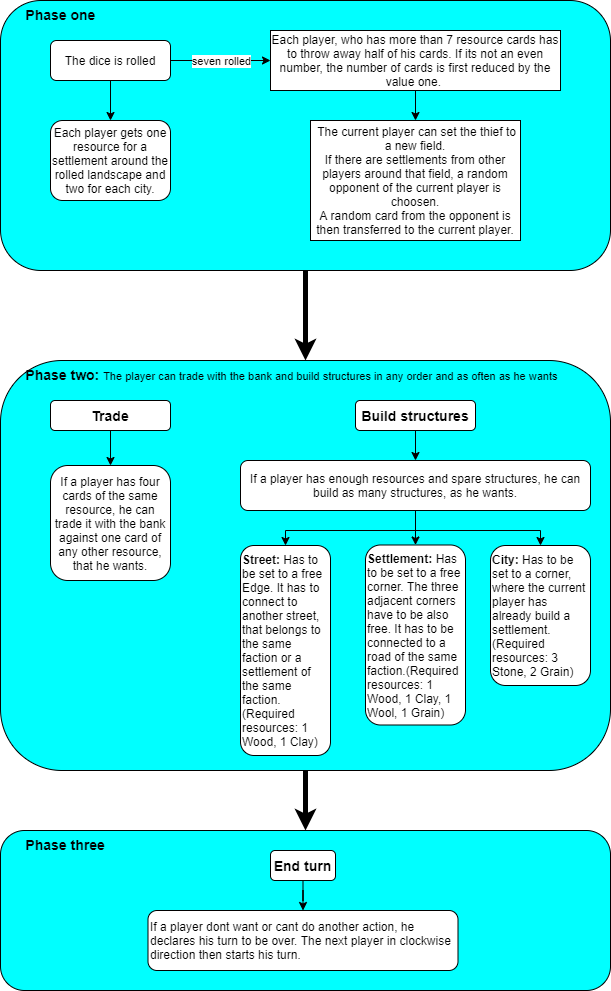 Phase one
The dice is rolled
seven rolled
Each player, who has more than 7 resource cards has
to throw away half of his cards. If its not an even
number, the number of cards is first reduced by the
value one.
Each player gets one
resource for a
settlement around the
rolled landscape and
two for each city.
The current player can set the thief to
a new field.
If there are settlements from other
players around that field, a random
opponent of the current player is
choosen.
A random card from the opponent is
then transferred to the current player.
Phase two: The player can trade with the bank and build structures in any order and as often as he wants
Trade
If a player has four
cards of the same
resource, he can
trade it with the bank
against one card of
any other resource,
that he wants.
Build structures
If a player has enough resources and spare structures, he can
build as many structures, as he wants.
Street: Has to
be set to a free
Edge. It has to
connect to
another street,
that belongs to
the same
faction or a
settlement of
the same
faction.
(Required
resources: 1
Wood, 1 Clay)
Settlement: Has
to be set to a free
corner. The three
adjacent corners
have to be also
free. It has to be
connected to a
road of the same
faction.(Required
resources: 1
Wood, 1 Clay, 1
Wool, 1 Grain)
City: Has to be
set to a corner,
where the current
player has
already build a
settlement.
(Required
resources: 3
Stone, 2 Grain)
Phase three
End turn
If a player dont want or cant do another action, he
declares his turn to be over. The next player in clockwise
direction then starts his turn.